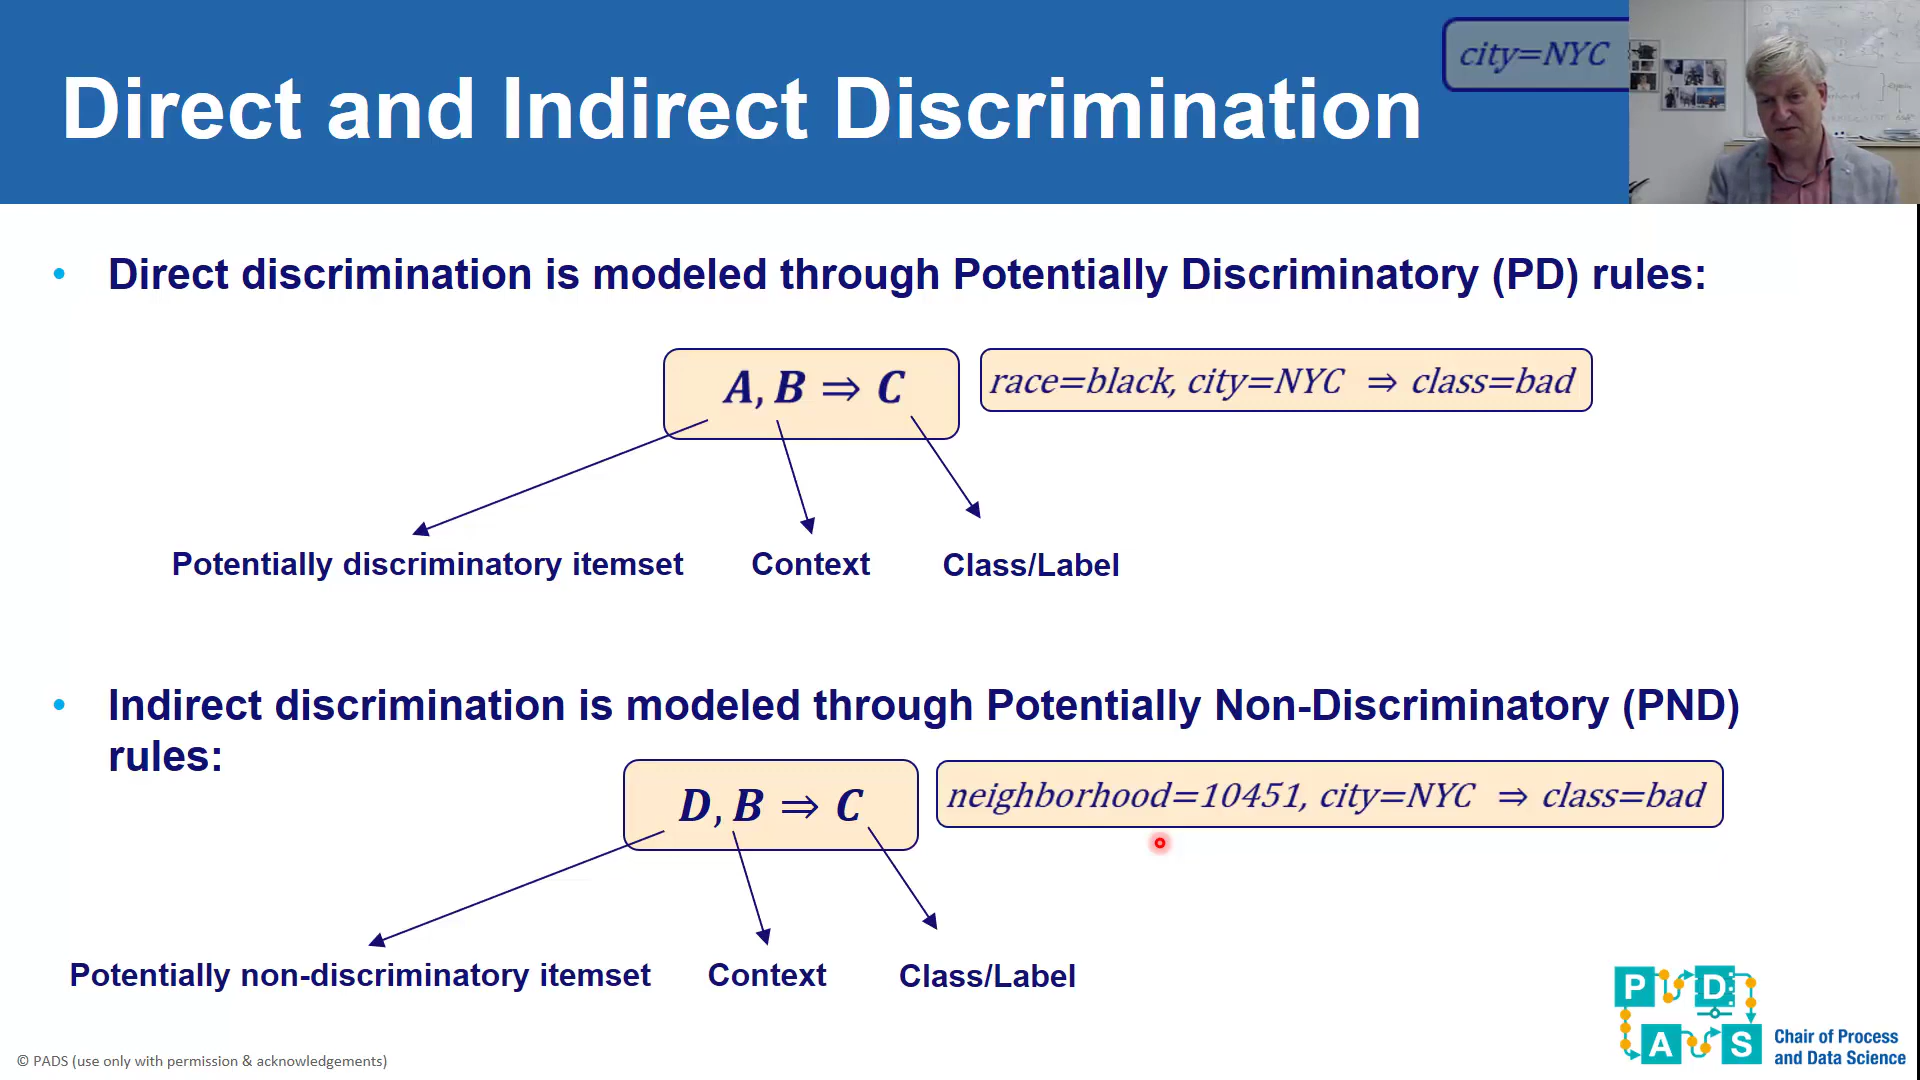 city=NYC
Direct and Indirect Discrimination
• Direct discrimination is modeled through Potentially Discriminatory (PD) rules:
A, B ⇒ C
race=black, city=NYC ⇒ class=bad
Potentially discriminatory itemset
Context
Class/Label
• Indirect discrimination is modeled through Potentially Non-Discriminatory (PND)
rules:
D, B ⇒ C
neighborhood=10451, city=NYC ⇒ class=bad
Potentially non-discriminatory itemset
Context
Class/Label
P D
A S
Chair of Process
and Data Science
© PADS (use only with permission & acknowledgements)